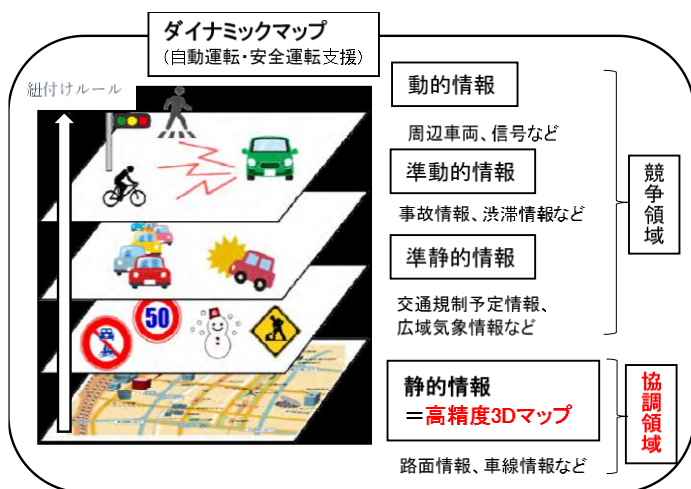 ダイナミックマップ
(自動運転・安全運転支援)
紐付けルール
動的情報
周辺車両、信号など
準動的情報
事故情報、渋滞情報など
準静的情報
交通規制予定情報、
広域気象情報など
競争領域
50
静的情報
＝高精度3Dマップ
路面情報、車線情報など
協調領域